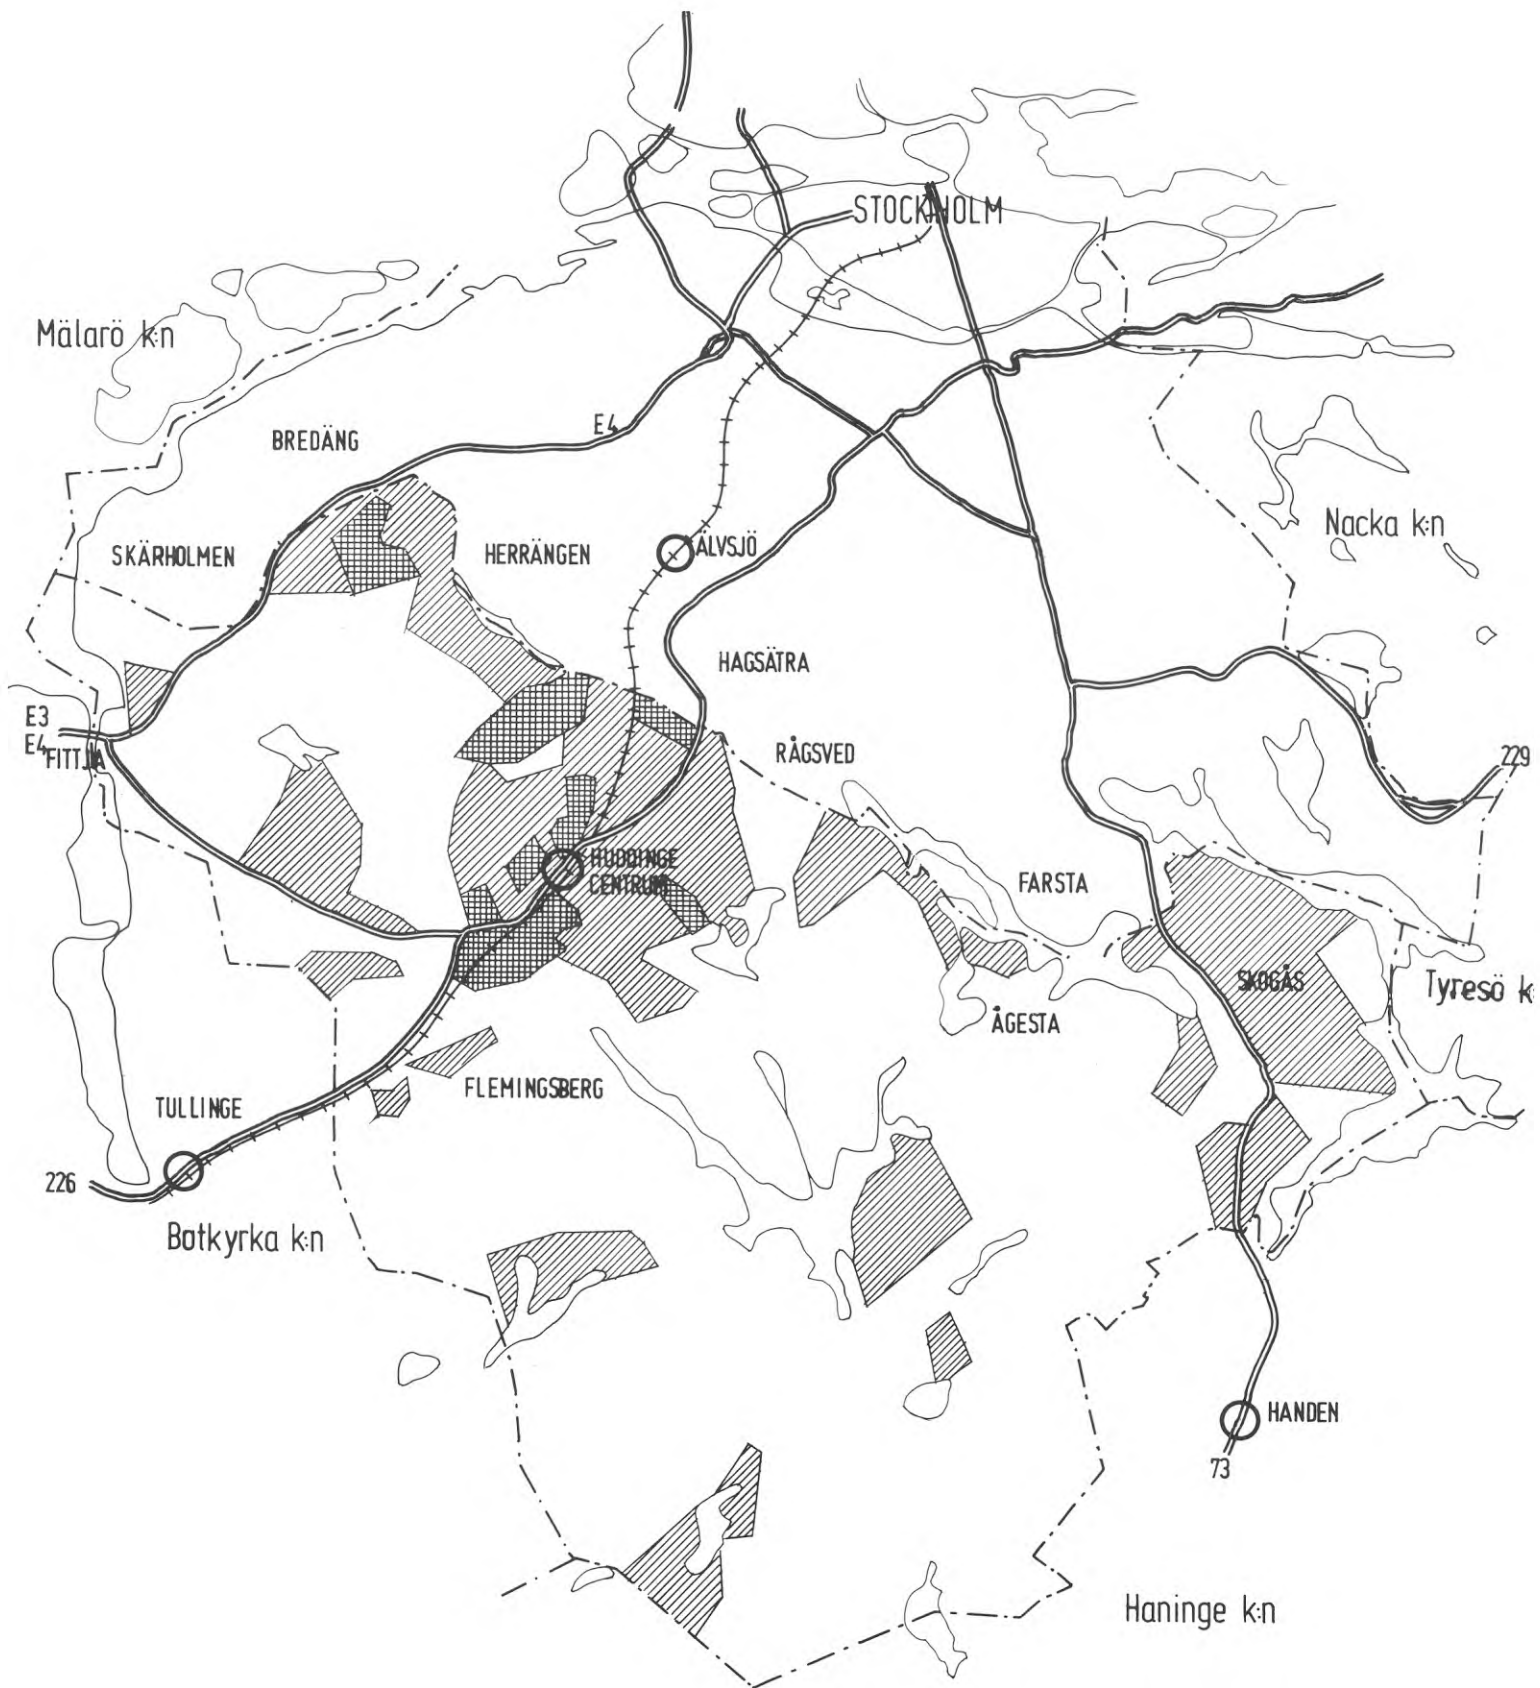 STOCKHOLM
Mälarö k:n
E4
BREDÄNG
Nacka k:n
SKÄRHOLMEN
HERRÄNGEN
ÄLVSJÖ
HAGSÄTRA
E3
E4
FITTJA
RÅGSVED
229
HUDDINGE
CENTRUM
FARSTA
SKOGÅS
Tyresö k:
ÅGESTA
FLEMINGSBERG
TULLINGE
226
Botkyrka k:n
HANDEN
73
Haninge k:n